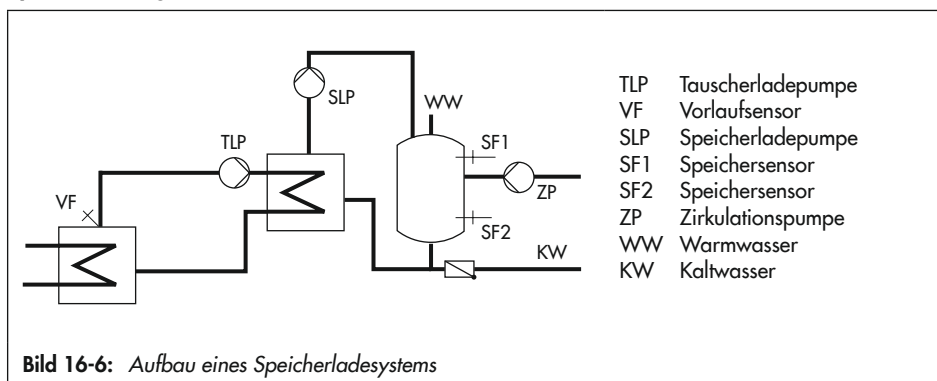 TLP
SLP
WW
SF1
VF
ZP
SF2
KW
TLP Tauscherladepumpe
VF Vorlaufsensor
SLP Speicherladepumpe
SF1 Speichersensor
SF2 Speichersensor
ZP Zirkulationspumpe
WW Warmwasser
KW Kaltwasser
Bild 16-6: Aufbau eines Speicherladesystems